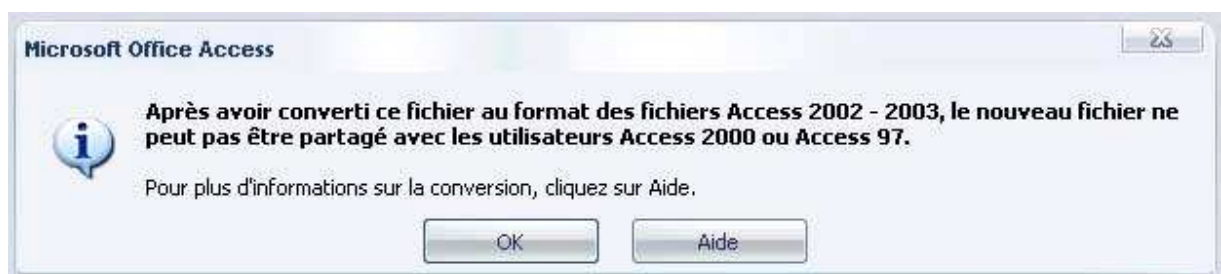 Microsoft Office Access
Après avoir converti ce fichier au format des fichiers Access 2002 - 2003, le nouveau fichier ne
peut pas être partagé avec les utilisateurs Access 2000 ou Access 97.
Pour plus d'informations sur la conversion, cliquez sur Aide.
OK
Aide